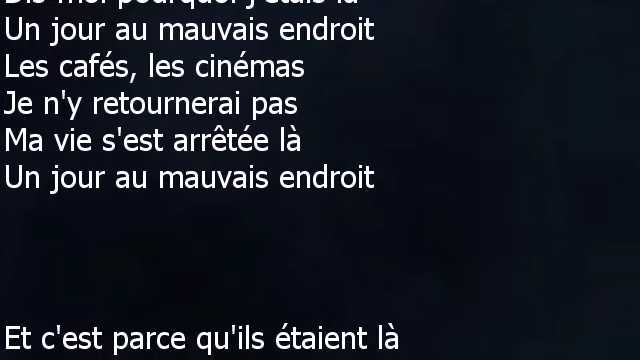 Un jour au mauvais endroit
Les cafés, les cinémas
Je n'y retournerai pas
Ma vie s'est arrêtée là
Un jour au mauvais endroit
Et c'est parce qu'ils étaient là